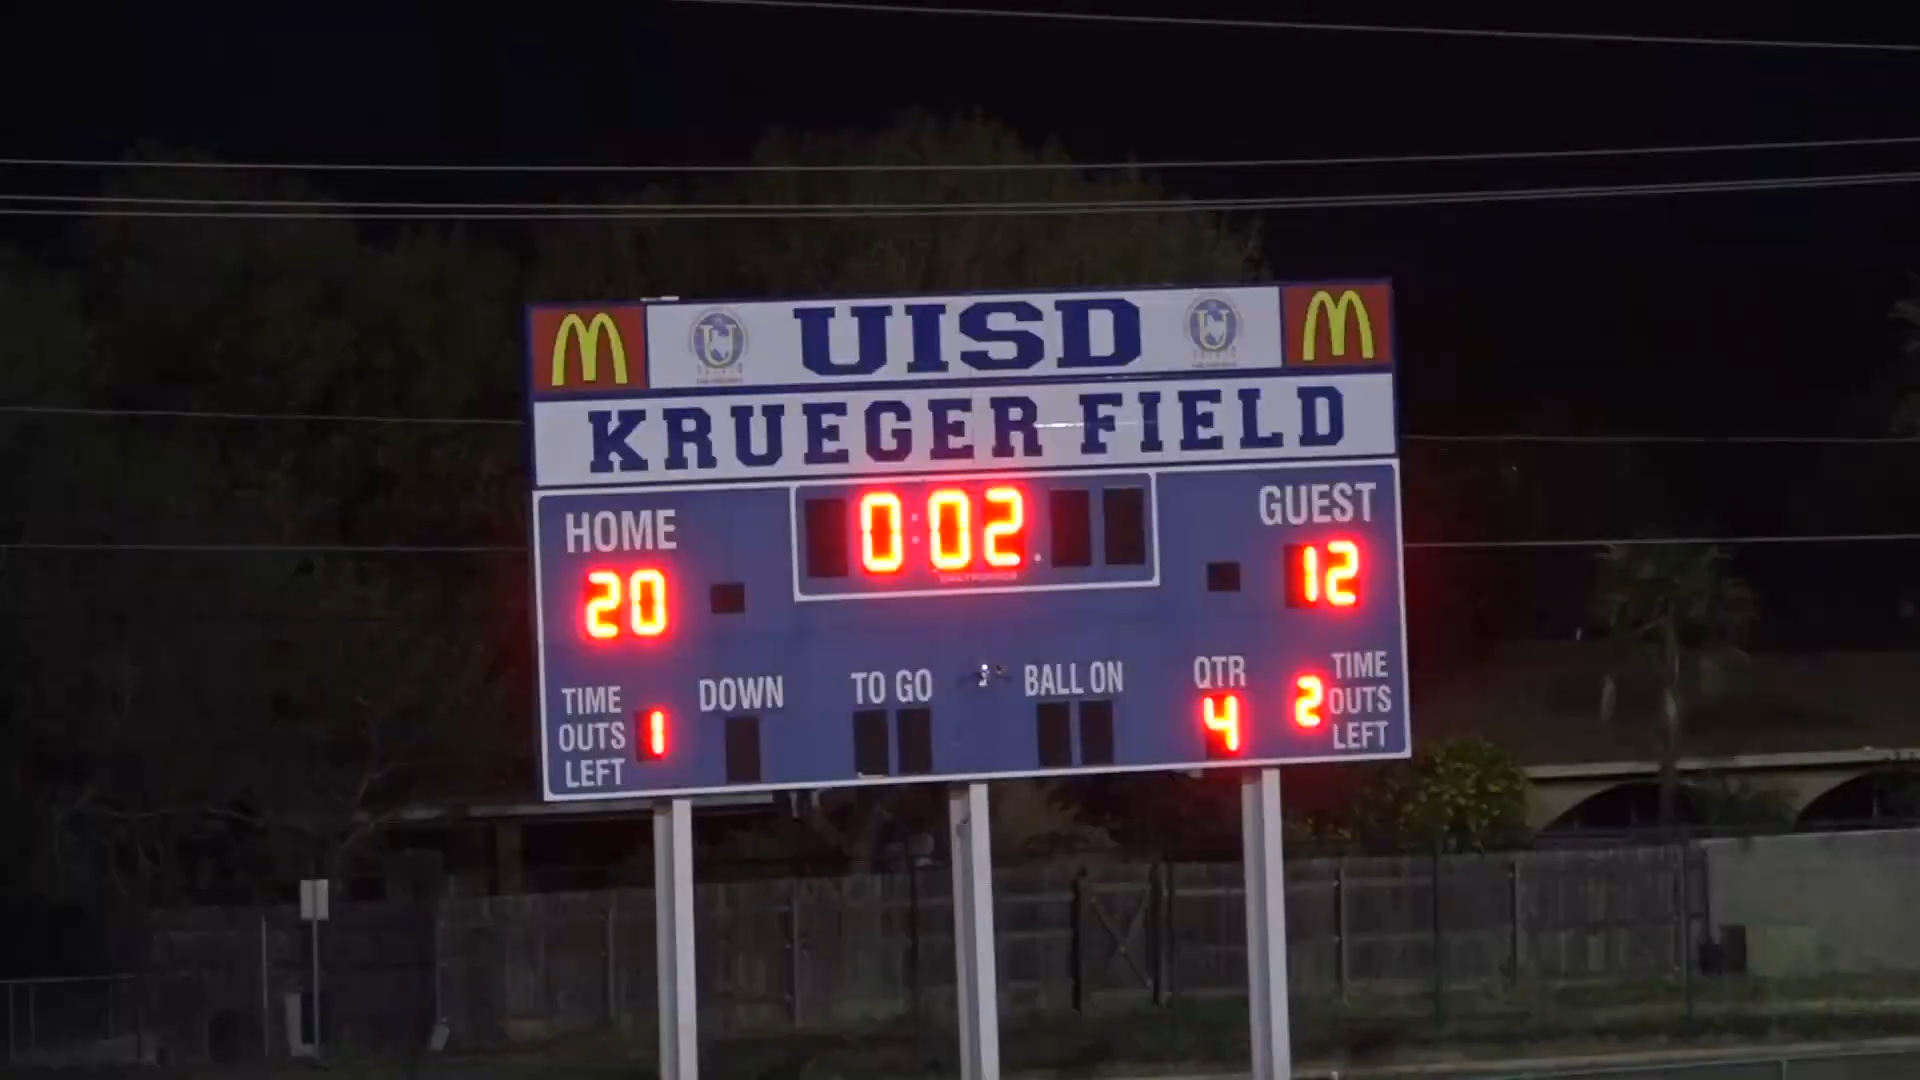 UISD
KRUEGER FIELD
HOME
0:02
GUEST
20
12
DAKTRONICS
TIME OUTS LEFT
1
DOWN
TO GO
BALL ON
QTR
4
2
TIME OUTS LEFT